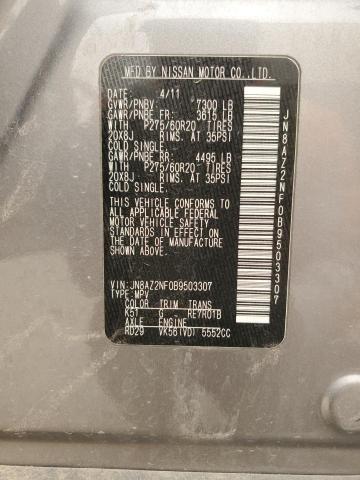 MFD BY NISSAN MOTOR CO., LTD.
DATE: 4/11
GVWR/PNBV: 7300 LB
GAWR/PNBE FR: 3615 LB
WITH P275/60R20 TIRES
20X8J RIMS, AT 35PSI
COLD SINGLE.
GAWR/PNBE RR: 4495 LB
WITH P275/60R20 TIRES
20X8J RIMS, AT 35PSI
COLD SINGLE.
THIS VEHICLE CONFORMS TO
ALL APPLICABLE FEDERAL
MOTOR VEHICLE SAFETY
STANDARDS IN EFFECT ON
THE DATE OF MANUFACTURE
SHOWN ABOVE.
VIN:JN8AZ2NF0B9503307
TYPE:MPV
COLOR TRIM TRANS
K51 G RE7R01B
AXLE ENGINE
RD29 VK56(VD) 5552CC
JN8AZ2NF0B9503307